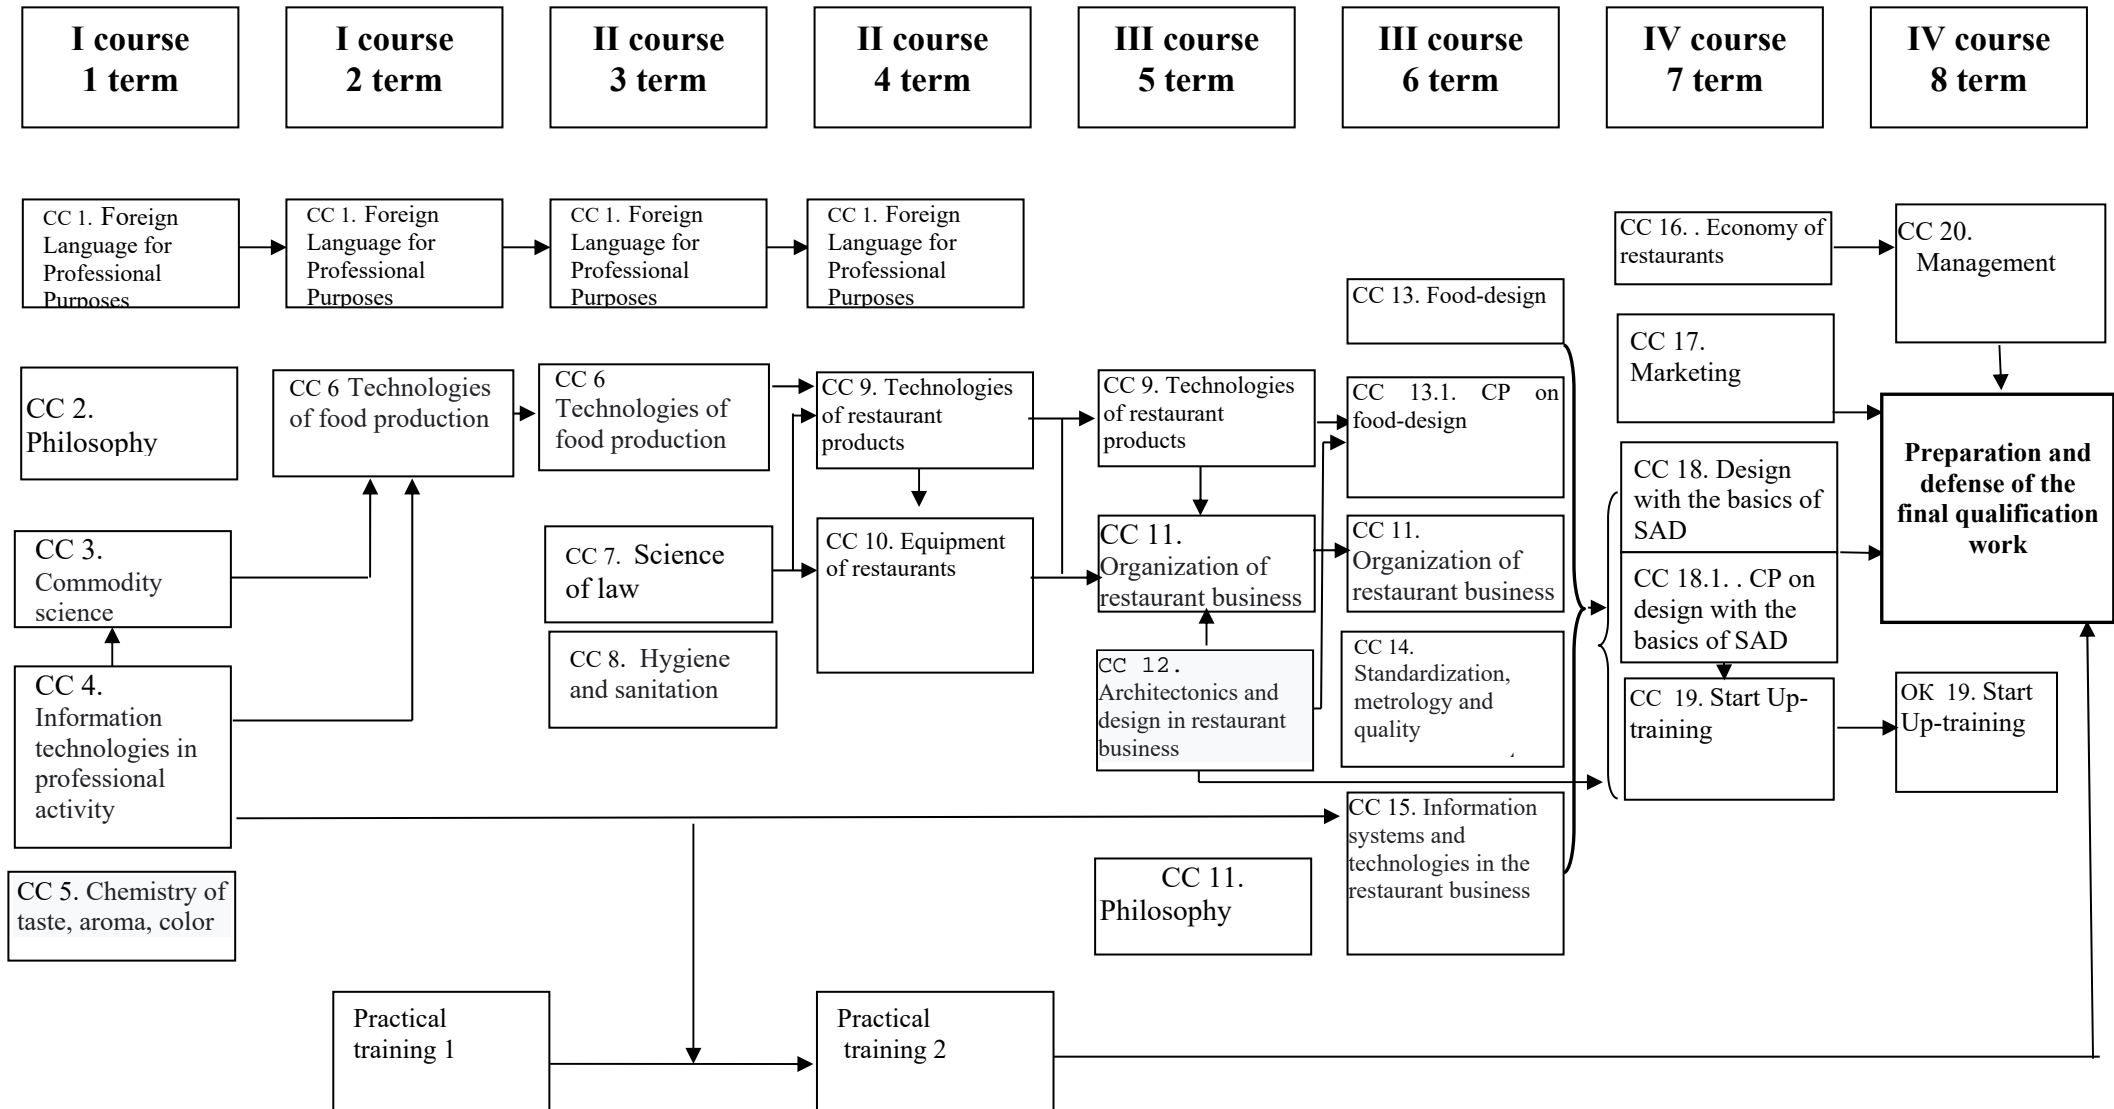 I course
1 term
I course
2 term
II course
3 term
II course
4 term
III course
5 term
III course
6 term
IV course
7 term
IV course
8 term
CC 1. Foreign
Language for
Professional
Purposes
CC 1. Foreign
Language for
Professional
Purposes
CC 1. Foreign
Language for
Professional
Purposes
CC 1. Foreign
Language for
Professional
Purposes
CC 16. . Economy of
restaurants
CC 20.
Management
CC 13. Food-design
CC 17.
Marketing
CC 2.
Philosophy
CC 6 Technologies
of food production
CC 6
Technologies of
food production
CC 9. Technologies
of restaurant
products
CC 9. Technologies
of restaurant
products
CC 13.1. CP on
food-design
Preparation and
defense of the
final qualification
work
CC 18. Design
with the basics of
SAD
CC 3.
Commodity
science
CC 7. Science
of law
CC 10. Equipment
of restaurants
CC 11.
Organization of
restaurant business
CC 11.
Organization of
restaurant business
CC 18.1. . CP on
design with the
basics of SAD
CC 8. Hygiene
and sanitation
CC 4.
Information
technologies in
professional
activity
CC 12.
Architectonics and
design in restaurant
business
CC 14.
Standardization,
metrology and
quality
CC 19. Start Up-
training
OK 19. Start
Up-training
CC 5. Chemistry of
taste, aroma, color
CC 11.
Philosophy
CC 15. Information
systems and
technologies in the
restaurant business
Practical
training 1
Practical
training 2